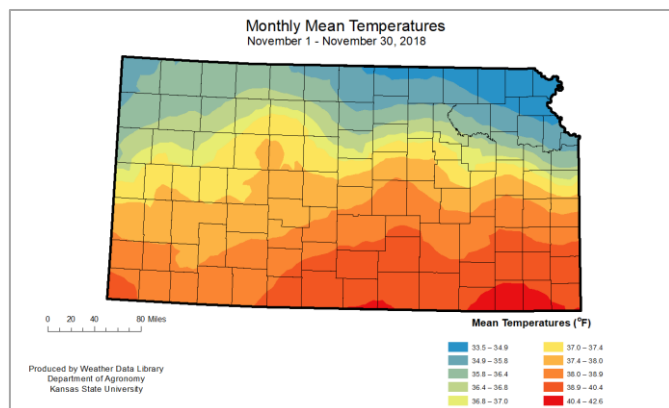 Monthly Mean Temperatures
November 1 - November 30, 2018
0 20 40 80 Miles
Mean Temperatures (°F)
33.5 – 34.9
34.9 – 35.8
35.8 – 36.4
36.4 – 36.8
36.8 – 37.0
37.0 – 37.4
37.4 – 38.0
38.0 – 38.9
38.9 – 40.4
40.4 – 42.6
Produced by Weather Data Library
Department of Agronomy
Kansas State University